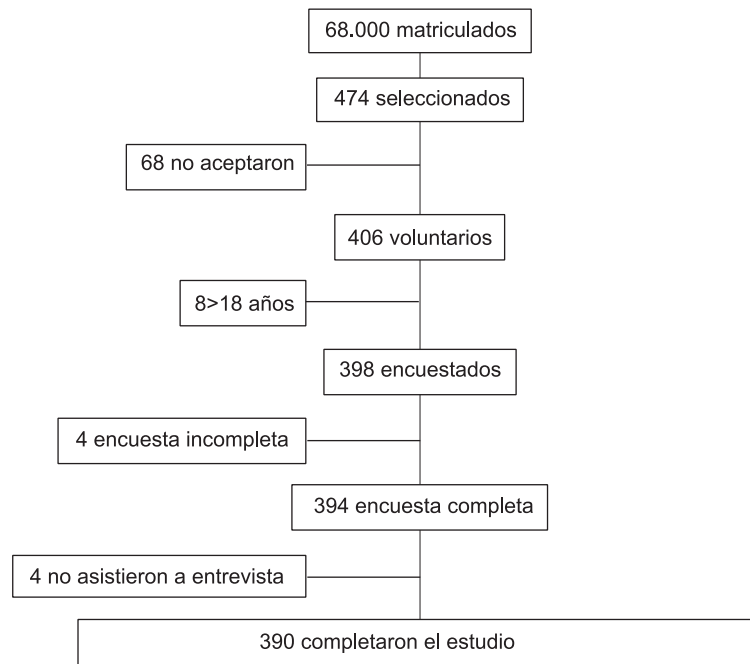 68.000 matriculados
474 seleccionados
68 no aceptaron
406 voluntarios
8>18 años
398 encuestados
4 encuesta incompleta
394 encuesta completa
4 no asistieron a entrevista
390 completaron el estudio